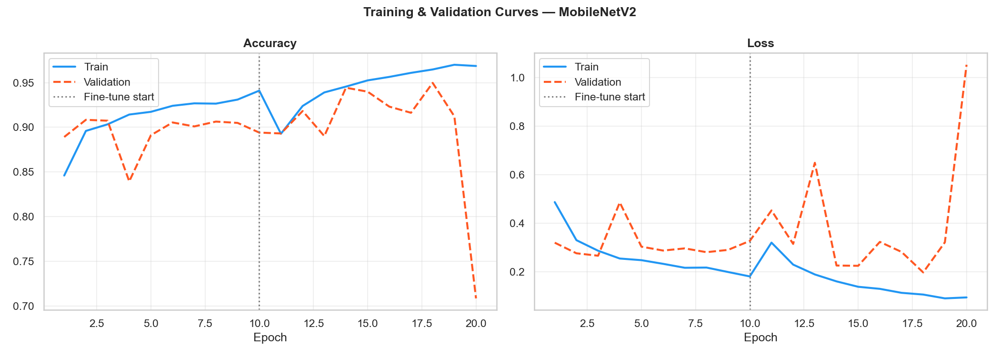 Training & Validation Curves — MobileNetV2
Accuracy
Train
Validation
Fine-tune start
0.95
0.90
0.85
0.80
0.75
0.70
2.5 5.0 7.5 10.0 12.5 15.0 17.5 20.0
Epoch
Loss
Train
Validation
Fine-tune start
1.0
0.8
0.6
0.4
0.2
2.5 5.0 7.5 10.0 12.5 15.0 17.5 20.0
Epoch